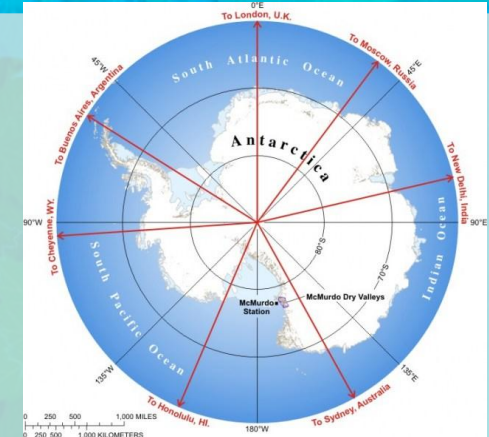 0°E
To London, U.K.
To Moscow, Russia
45°W
45°E
South Atlantic Ocean
To Buenos Aires, Argentina
Antarctica
To New Delhi, India
90°W
90°E
80°S
70°S
Indian Ocean
To Cheyenne, WY.
South Pacific Ocean
McMurdo Station
McMurdo Dry Valleys
135°W
135°E
To Honolulu, HI.
To Sydney, Australia
180°W
0 250 500 1,000 MILES
0 250 500 1,000 KILOMETERS